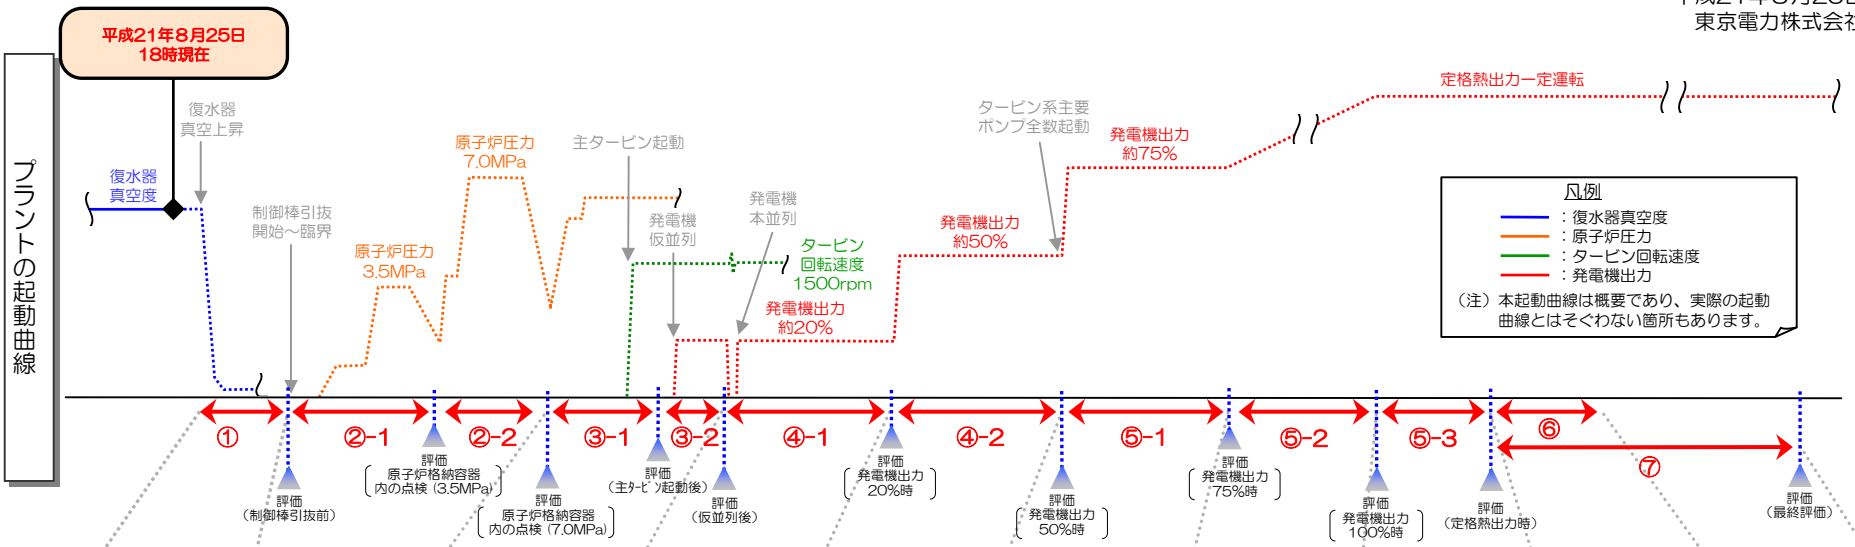 東京電力株式会社
平成21年8月25日
18時現在
プラントの起動曲線
復水器
真空度
復水器
真空上昇
制御棒引抜
開始~臨界
原子炉圧力
3.5MPa
原子炉圧力
7.0MPa
主タービン起動
発電機
仮並列
発電機
本並列
タービン
回転速度
1500rpm
発電機出力
約20%
発電機出力
約50%
タービン系主要
ポンプ全数起動
発電機出力
約75%
定格熱出力一定運転
凡例
:復水器真空度
:原子炉圧力
:タービン回転速度
:発電機出力
(注)本起動曲線は概要であり、実際の起動
曲線とはそぐわない箇所もあります。
①
②-1
②-2
③-1
③-2
④-1
④-2
⑤-1
⑤-2
⑤-3
⑥
⑦
評価
(制御棒引抜前)
評価
原子炉格納容器
内の点検(3.5MPa)
評価
原子炉格納容器
内の点検(7.0MPa)
評価
(主タービン起動後)
評価
(仮並列後)
評価
発電機出力
20%時
評価
発電機出力
50%時
評価
発電機出力
75%時
評価
発電機出力
100%時
評価
(定格熱出力時)
評価
(最終評価)